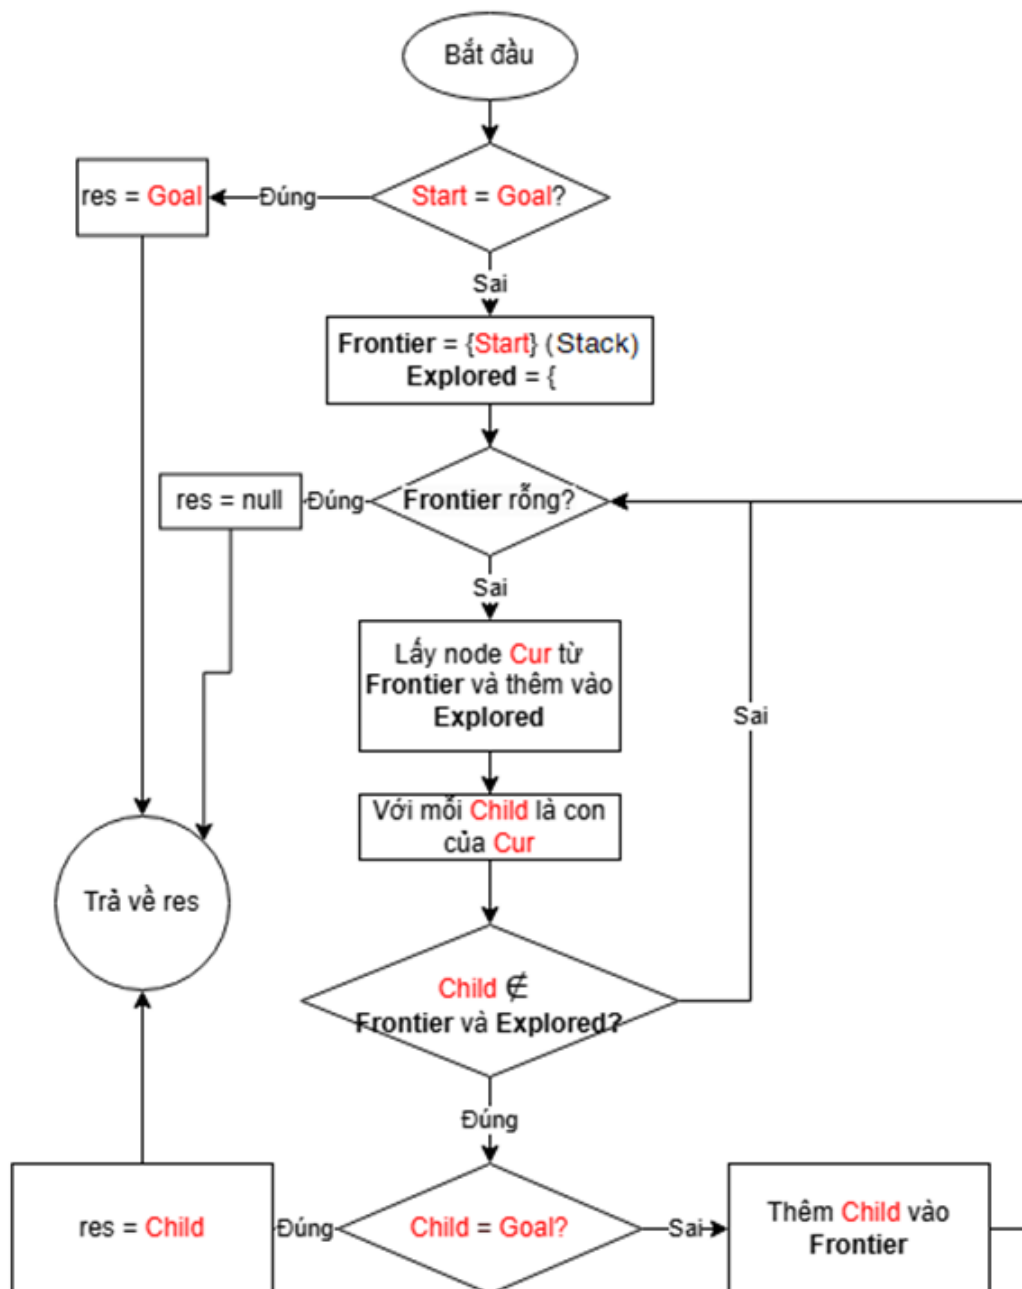 Bắt đầu
Start = Goal?
Đúng
res = Goal
Sai
Frontier = {Start} (Stack)
Explored = {
Frontier rỗng?
Đúng
res = null
Sai
Lấy node Cur từ
Frontier và thêm vào
Explored
Sai
Với mỗi Child là con
của Cur
Trả về res
Child ∉
Frontier và Explored?
Đúng
Child = Goal?
Đúng
res = Child
Sai
Thêm Child vào
Frontier